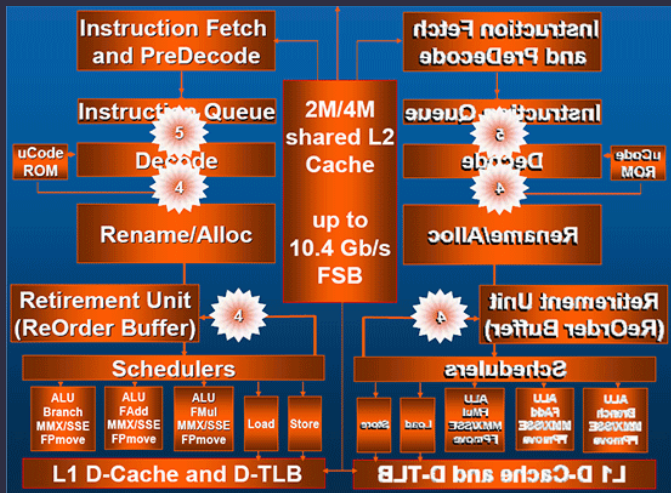 Instruction Fetch
and PreDecode
Instruction Queue
5
Decode
uCode
ROM
4
Rename/Alloc
Retirement Unit
(ReOrder Buffer)
4
Schedulers
ALU
Branch
MMX/SSE
FPmove
ALU
FAdd
MMX/SSE
FPmove
ALU
FMul
MMX/SSE
FPmove
Load
Store
L1 D-Cache and D-TLB
2M/4M
shared L2
Cache
up to
10.4 Gb/s
FSB
Instruction Fetch
and PreDecode
Instruction Queue
5
Decode
uCode
ROM
4
Rename/Alloc
Retirement Unit
(ReOrder Buffer)
4
Schedulers
Store
Load
ALU
FMul
MMX/SSE
FPmove
ALU
FAdd
MMX/SSE
FPmove
ALU
Branch
MMX/SSE
FPmove
L1 D-Cache and D-TLB